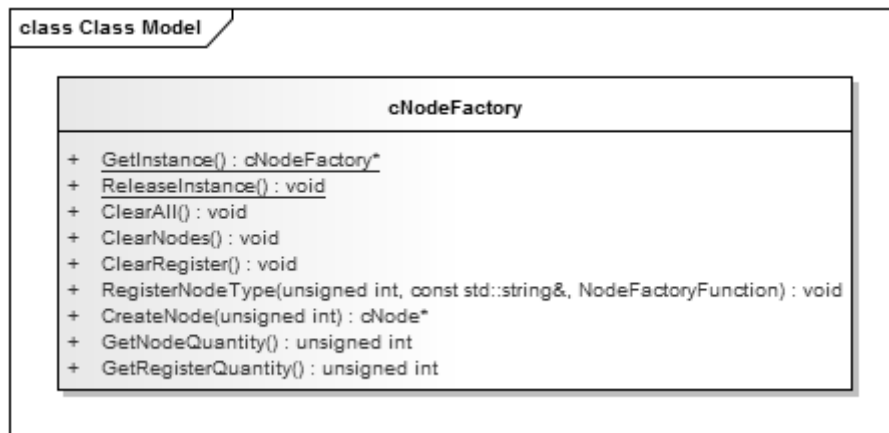 class Class Model
cNodeFactory
+ GetInstance() : cNodeFactory*
+ ReleaseInstance() : void
+ ClearAll() : void
+ ClearNodes() : void
+ ClearRegister() : void
+ RegisterNodeType(unsigned int, const std::string&, NodeFactoryFunction) : void
+ CreateNode(unsigned int) : cNode*
+ GetNodeQuantity() : unsigned int
+ GetRegisterQuantity() : unsigned int